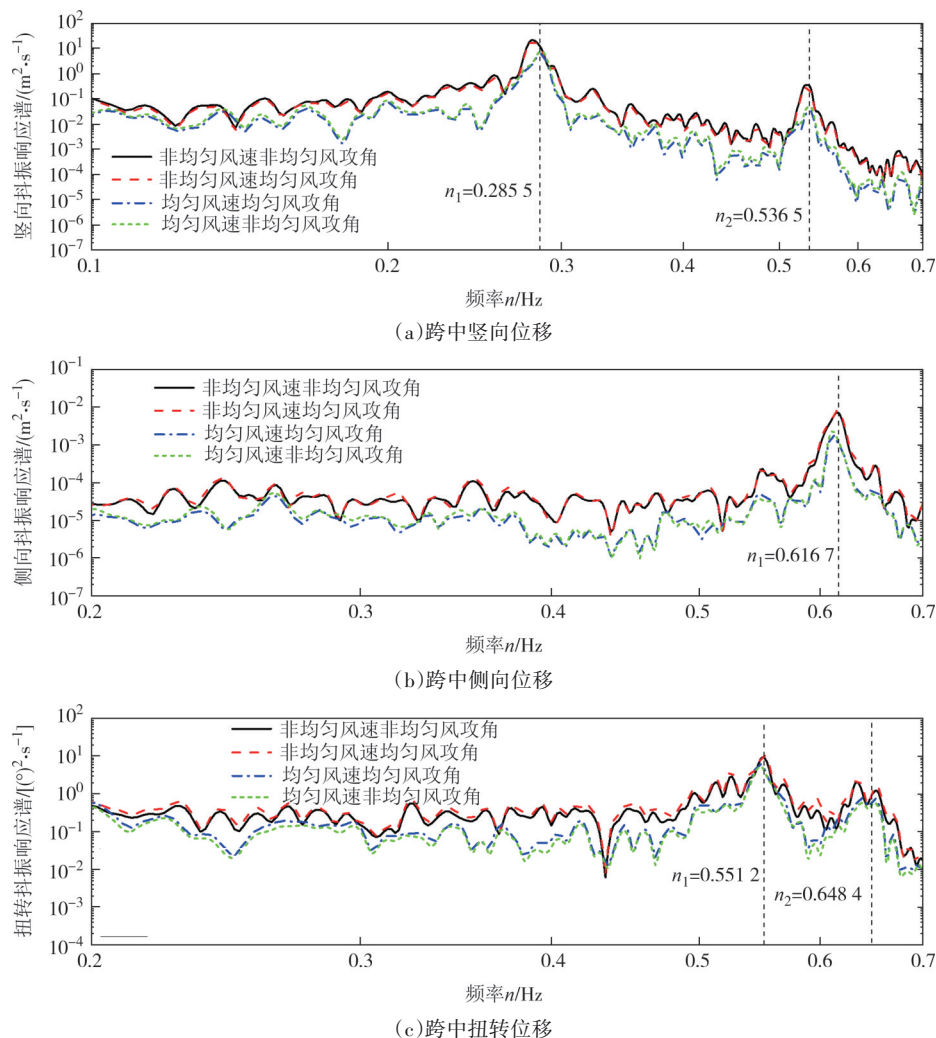 竖向抖振响应谱/(m²·s⁻¹)
10²
10¹
10⁰
10⁻¹
10⁻²
10⁻³
10⁻⁴
10⁻⁵
10⁻⁶
10⁻⁷
非均匀风速非均匀风攻角
非均匀风速均匀风攻角
均匀风速均匀风攻角
均匀风速非均匀风攻角
n₁=0.285 5
n₂=0.536 5
0.1 0.2 0.3 0.4 0.5 0.6 0.7
频率n/Hz
(a)跨中竖向位移
侧向抖振响应谱/(m²·s⁻¹)
10⁻¹
10⁻²
10⁻³
10⁻⁴
10⁻⁵
10⁻⁶
10⁻⁷
非均匀风速非均匀风攻角
非均匀风速均匀风攻角
均匀风速均匀风攻角
均匀风速非均匀风攻角
n₁=0.616 7
0.2 0.3 0.4 0.5 0.6 0.7
频率n/Hz
(b)跨中侧向位移
扭转抖振响应谱/[(°)²·s⁻¹]
10²
10¹
10⁰
10⁻¹
10⁻²
10⁻³
10⁻⁴
非均匀风速非均匀风攻角
非均匀风速均匀风攻角
均匀风速均匀风攻角
均匀风速非均匀风攻角
n₁=0.551 2
n₂=0.648 4
0.2 0.3 0.4 0.5 0.6 0.7
频率n/Hz
(c)跨中扭转位移